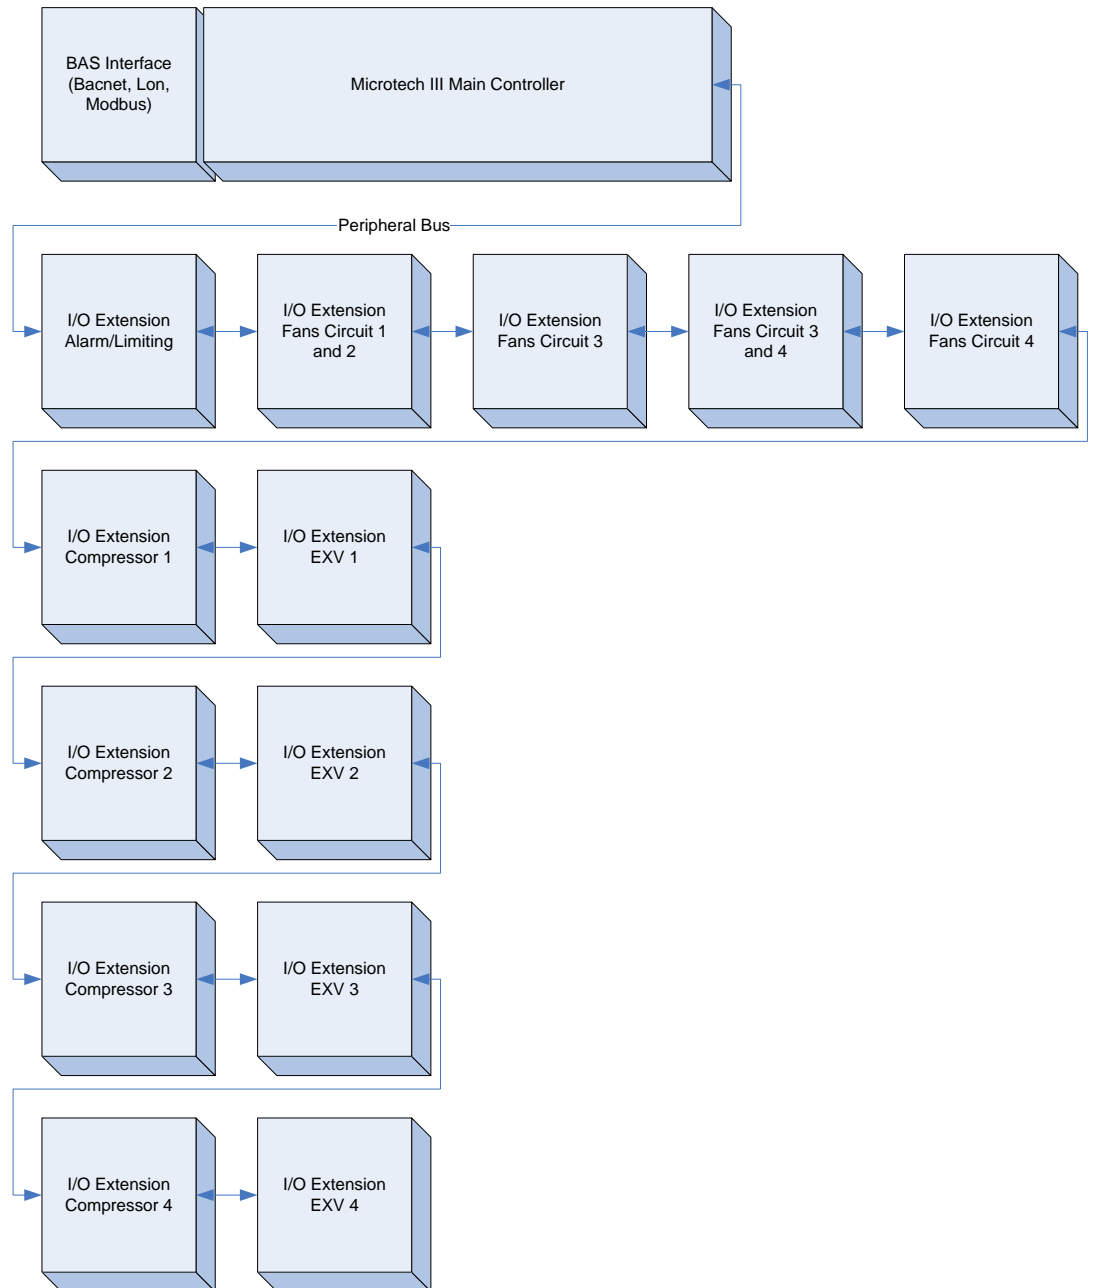 BAS Interface
(Bacnet, Lon,
Modbus)
Microtech III Main Controller
Peripheral Bus
I/O Extension
Alarm/Limiting
I/O Extension
Fans Circuit 1
and 2
I/O Extension
Fans Circuit 3
I/O Extension
Fans Circuit 3
and 4
I/O Extension
Fans Circuit 4
I/O Extension
Compressor 1
I/O Extension
EXV 1
I/O Extension
Compressor 2
I/O Extension
EXV 2
I/O Extension
Compressor 3
I/O Extension
EXV 3
I/O Extension
Compressor 4
I/O Extension
EXV 4